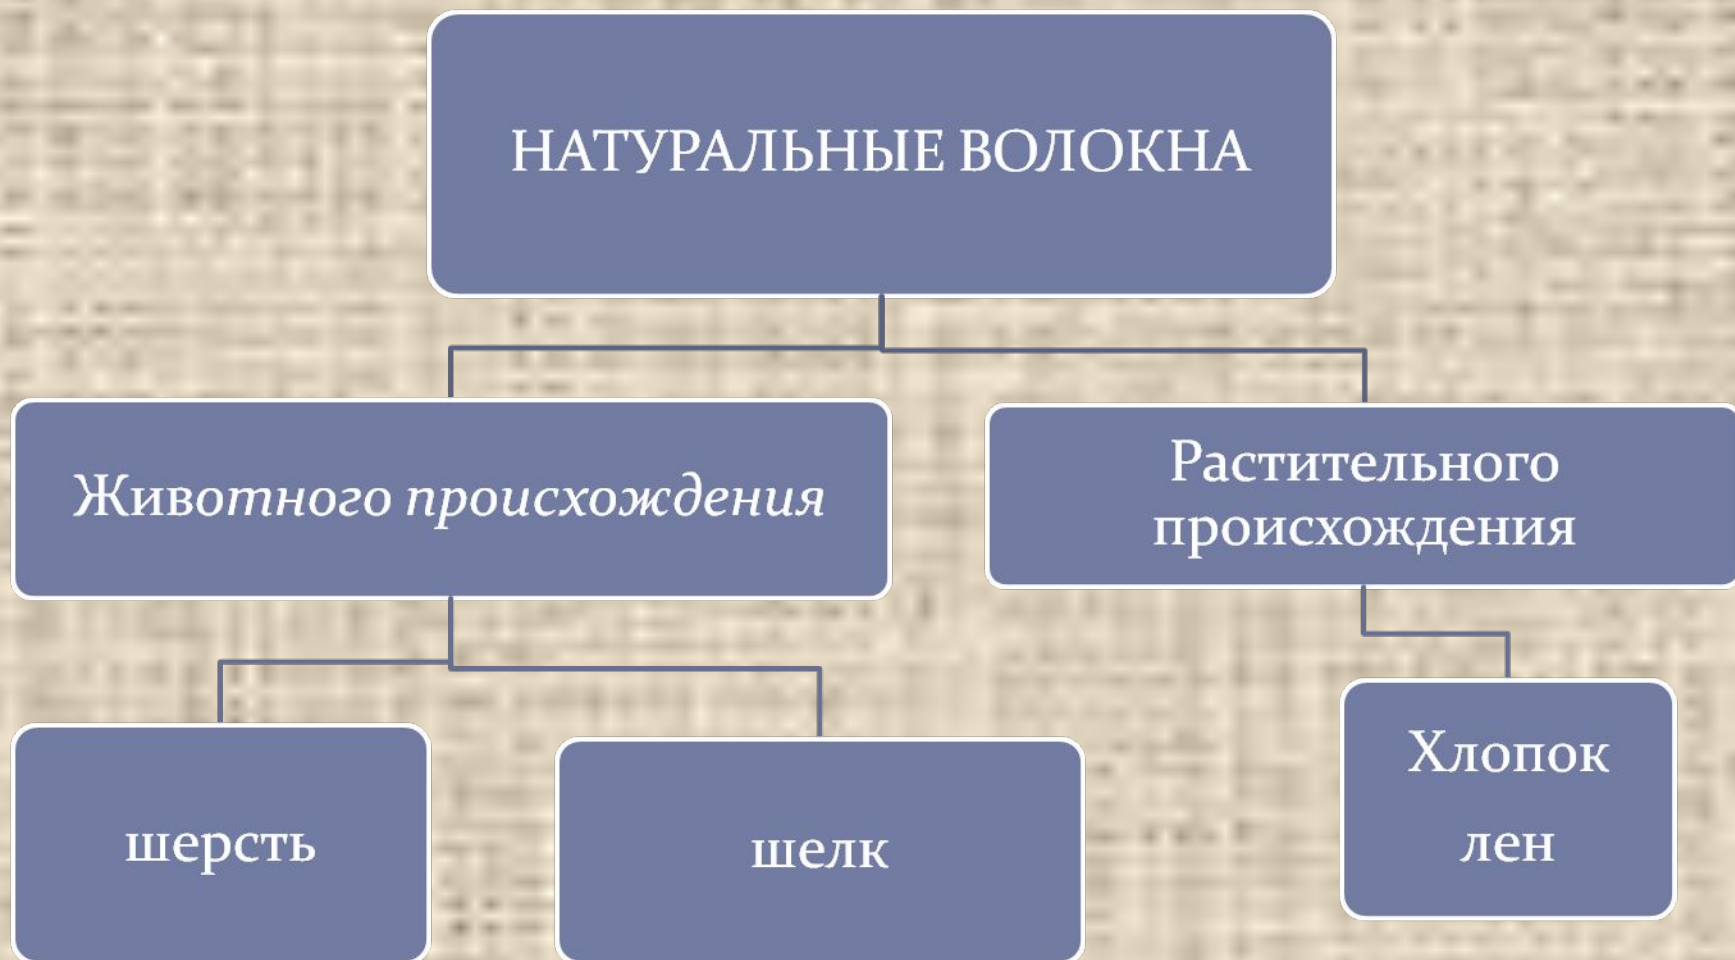 НАТУРАЛЬНЫЕ ВОЛОКНА
Животного происхождения
Растительного
происхождения
шерсть
шелк
Хлопок
лен